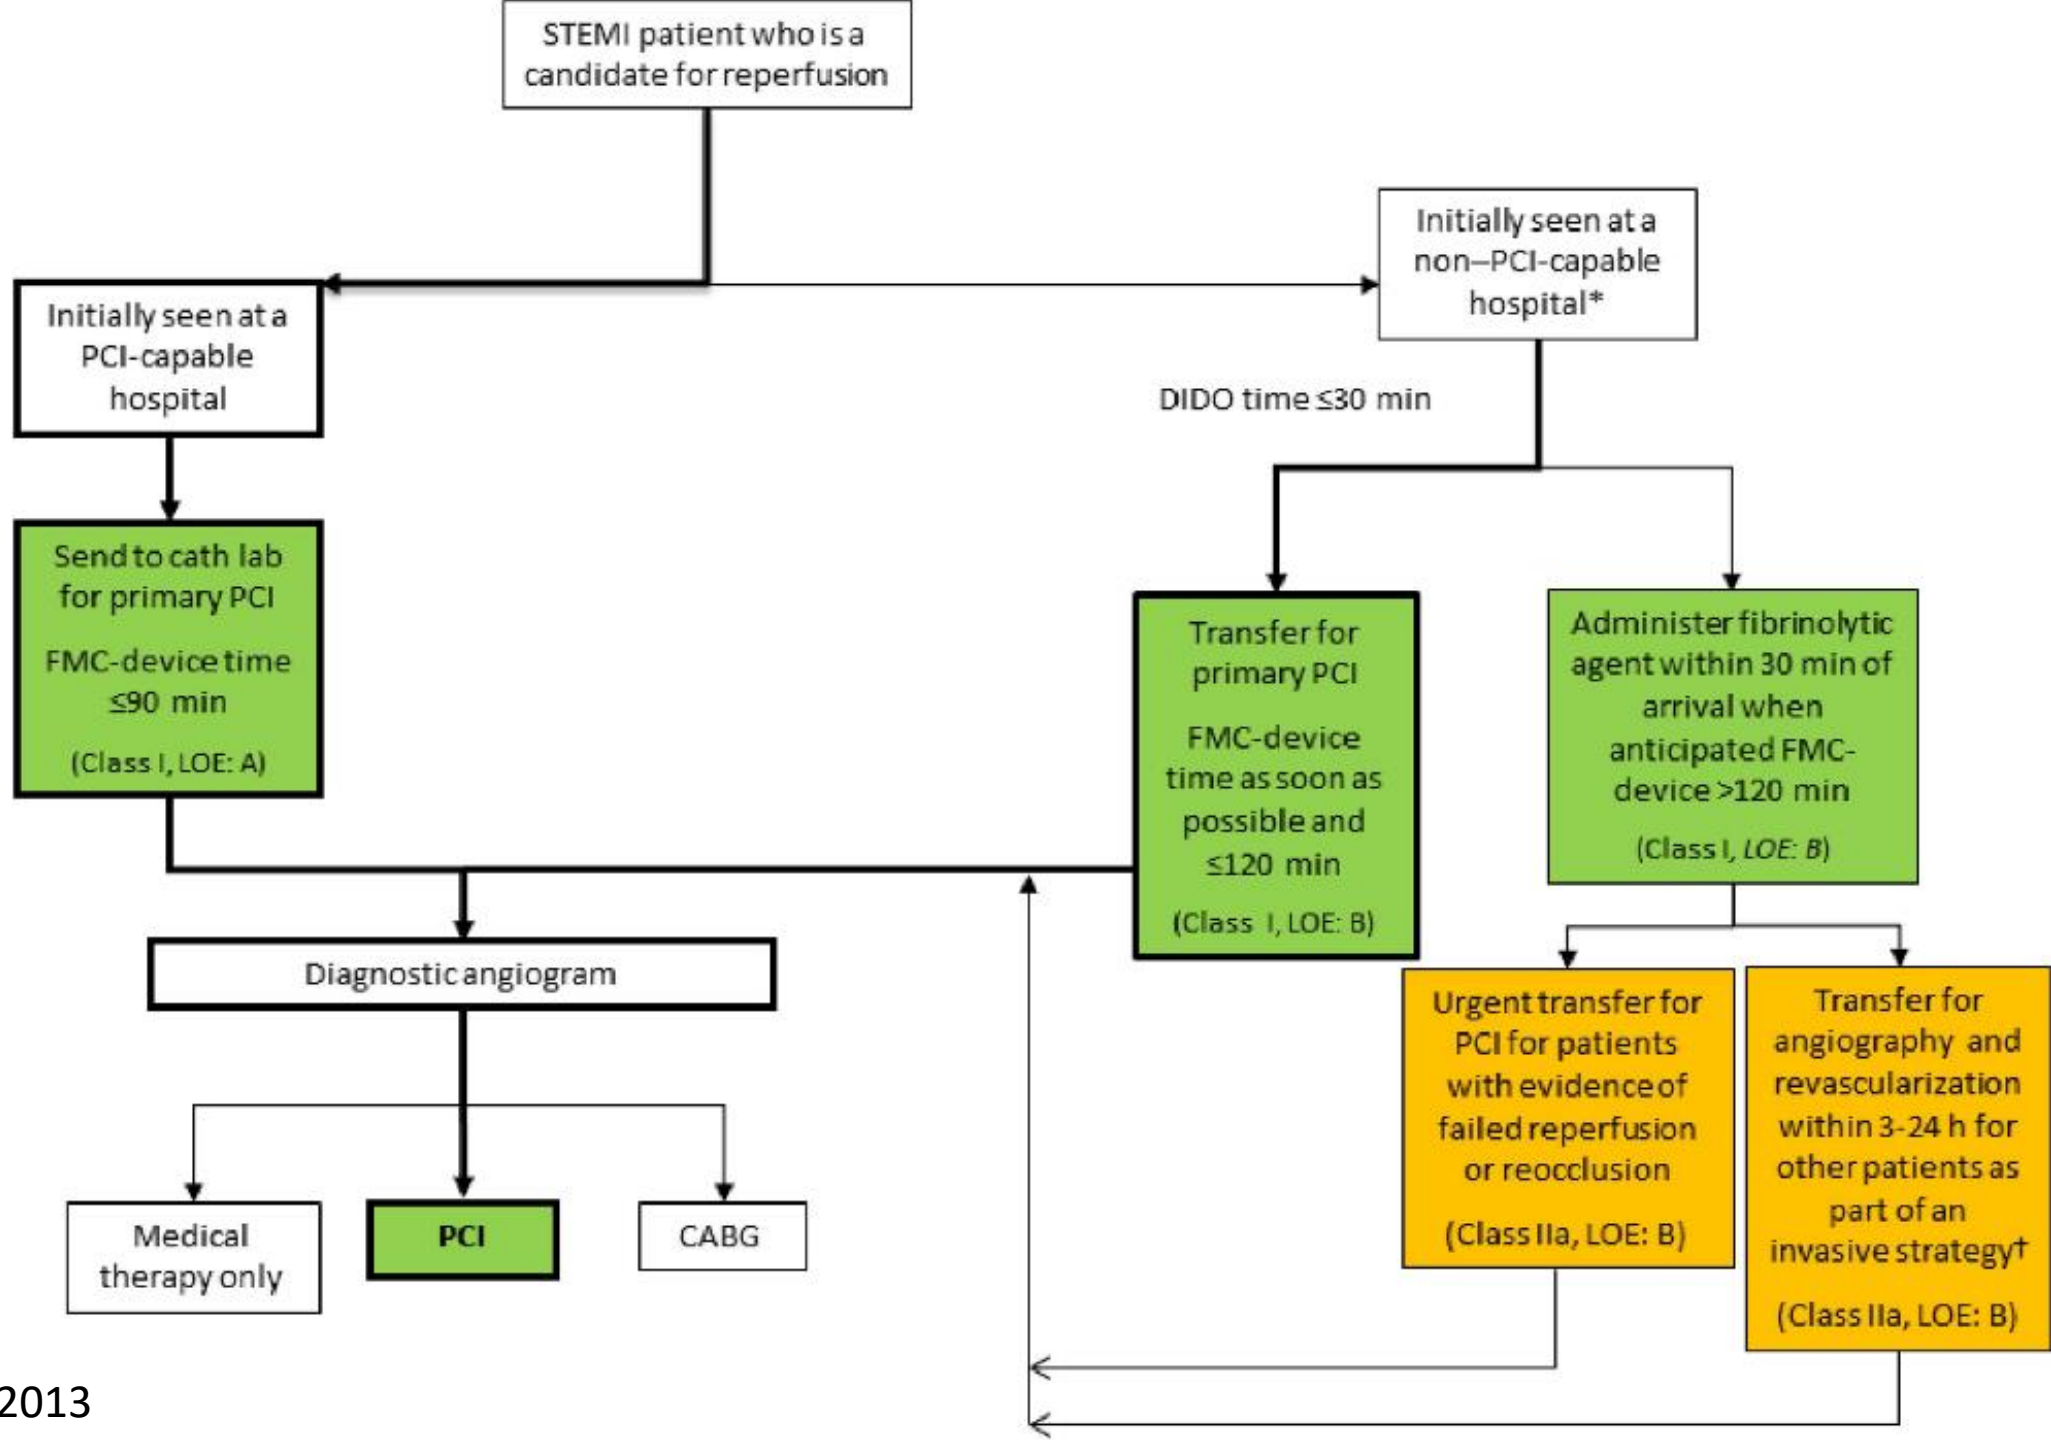 STEMI patient who is a
candidate for reperfusion
Initially seen at a
non–PCI-capable
hospital*
Initially seen at a
PCI-capable
hospital
DIDO time ≤30 min
Send to cath lab
for primary PCI
FMC-device time
≤90 min
(Class I, LOE: A)
Transfer for
primary PCI
FMC-device
time as soon as
possible and
≤120 min
(Class I, LOE: B)
Administer fibrinolytic
agent within 30 min of
arrival when
anticipated FMC-
device >120 min
(Class I, LOE: B)
Diagnostic angiogram
Urgent transfer for
PCI for patients
with evidence of
failed reperfusion
or reocclusion
(Class IIa, LOE: B)
Transfer for
angiography and
revascularization
within 3-24 h for
other patients as
part of an
invasive strategy†
(Class IIa, LOE: B)
Medical
therapy only
PCI
CABG
2013